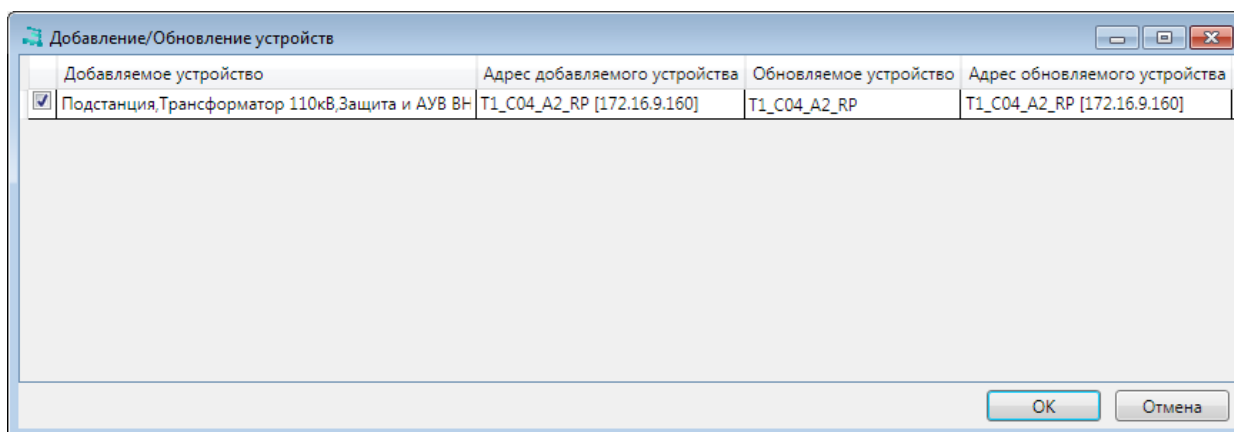 Добавление/Обновление устройств
Добавляемое устройство Адрес добавляемого устройства Обновляемое устройство Адрес обновляемого устройства
Подстанция,Трансформатор 110кВ,Защита и АУВ ВН T1_C04_A2_RP [172.16.9.160] T1_C04_A2_RP T1_C04_A2_RP [172.16.9.160]
OK Отмена